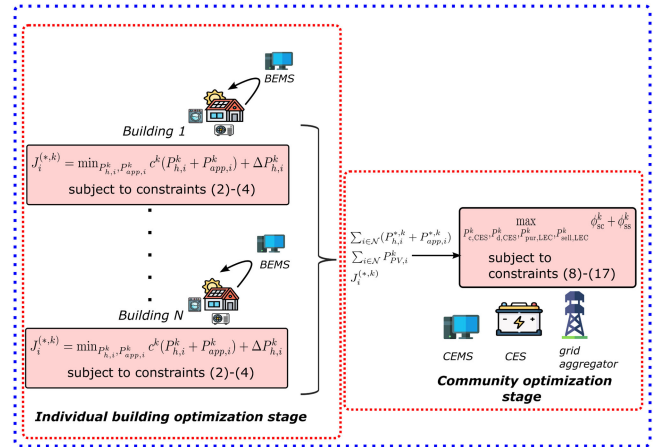 BEMS
Building 1
$J_i^{(*,k)} = \min_{P_{h,i}^k, P_{app,i}^k} c^k(P_{h,i}^k + P_{app,i}^k) + \Delta P_{h,i}^k$
subject to constraints (2)-(4)
BEMS
Building N
$J_i^{(*,k)} = \min_{P_{h,i}^k, P_{app,i}^k} c^k(P_{h,i}^k + P_{app,i}^k) + \Delta P_{h,i}^k$
subject to constraints (2)-(4)
Individual building optimization stage
$\sum_{i \in \mathcal{N}} (P_{h,i}^{*,k} + P_{app,i}^{*,k})$
$\sum_{i \in \mathcal{N}} P_{PV,i}^k$
$J_i^{(*,k)}$
$\max_{P_{c,CES}^k, P_{d,CES}^k, P_{pur,LEC}^k, P_{sell,LEC}^k} \phi_{sc}^k + \phi_{ss}^k$
subject to
constraints (8)-(17)
CEMS
CES
grid
aggregator
Community optimization
stage